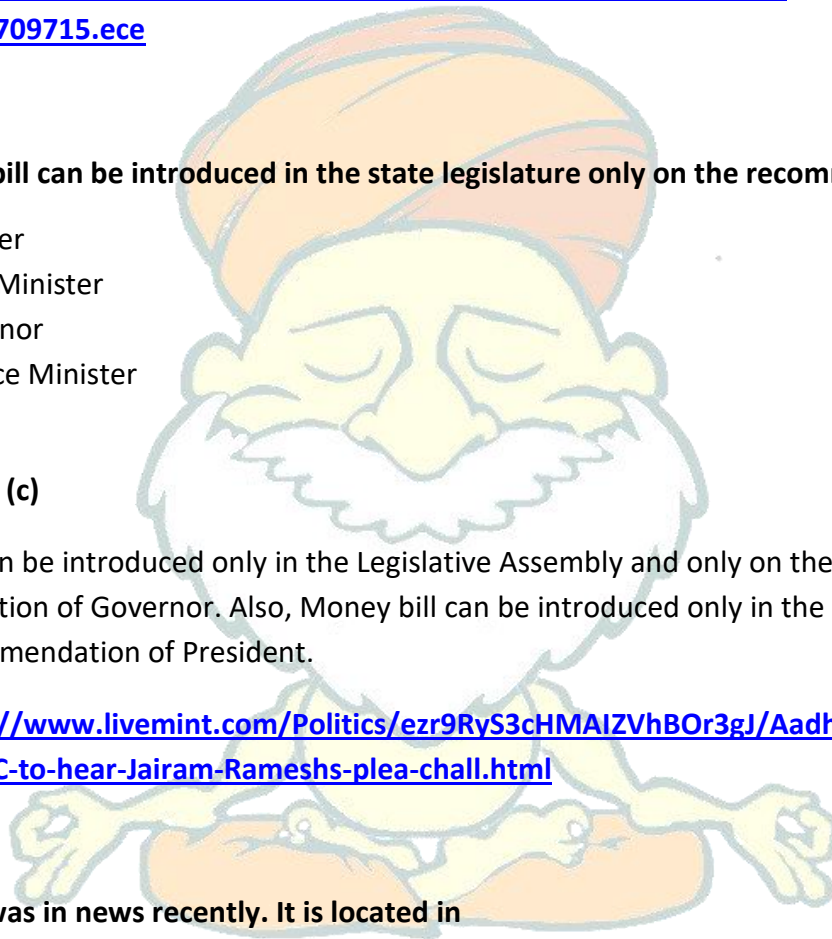 709715.ece
bill can be introduced in the state legislature only on the recom
er
Minister
nor
ce Minister
(c)
n be introduced only in the Legislative Assembly and only on the
tion of Governor. Also, Money bill can be introduced only in the
mendation of President.
//www.livemint.com/Politics/ezr9RyS3cHMAIZVhBOr3gJ/Aadh
C-to-hear-Jairam-Rameshs-plea-chall.html
was in news recently. It is located in